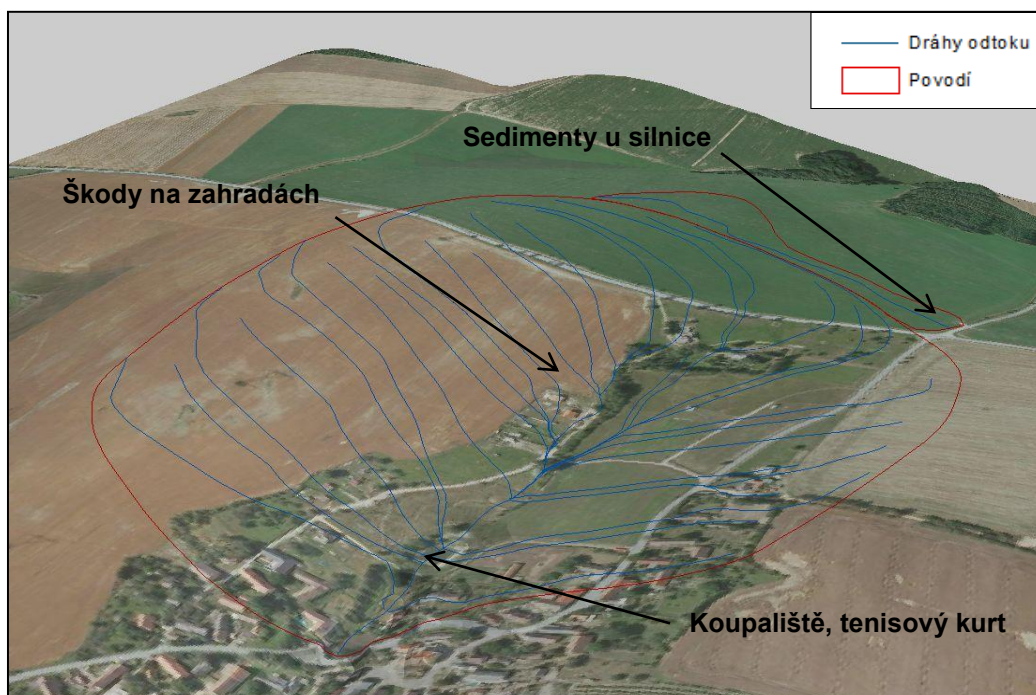 Dráhy odtoku
Povodí
Sedimenty u silnice
Škody na zahradách
Koupaliště, tenisový kurt